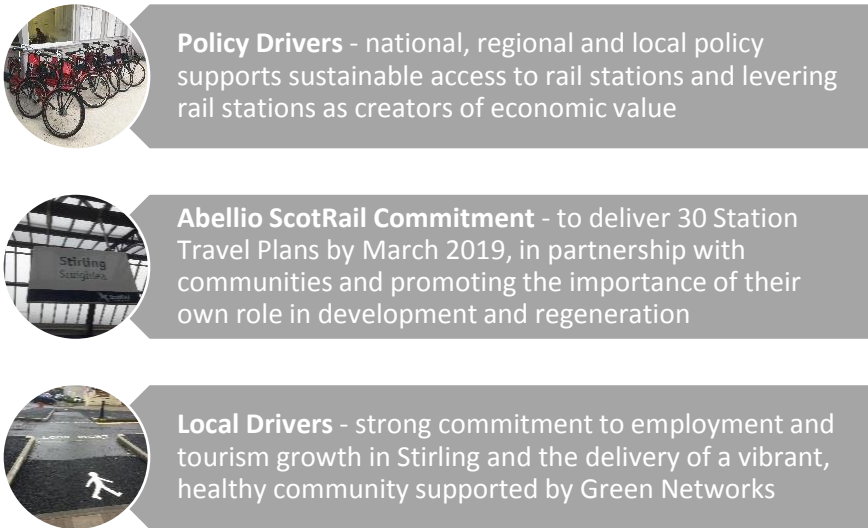 Policy Drivers - national, regional and local policy
supports sustainable access to rail stations and levering
rail stations as creators of economic value
Abellio ScotRail Commitment - to deliver 30 Station
Travel Plans by March 2019, in partnership with
communities and promoting the importance of their
own role in development and regeneration
Stirling
Sruighlea
ScotRail
Local Drivers - strong commitment to employment and
tourism growth in Stirling and the delivery of a vibrant,
healthy community supported by Green Networks